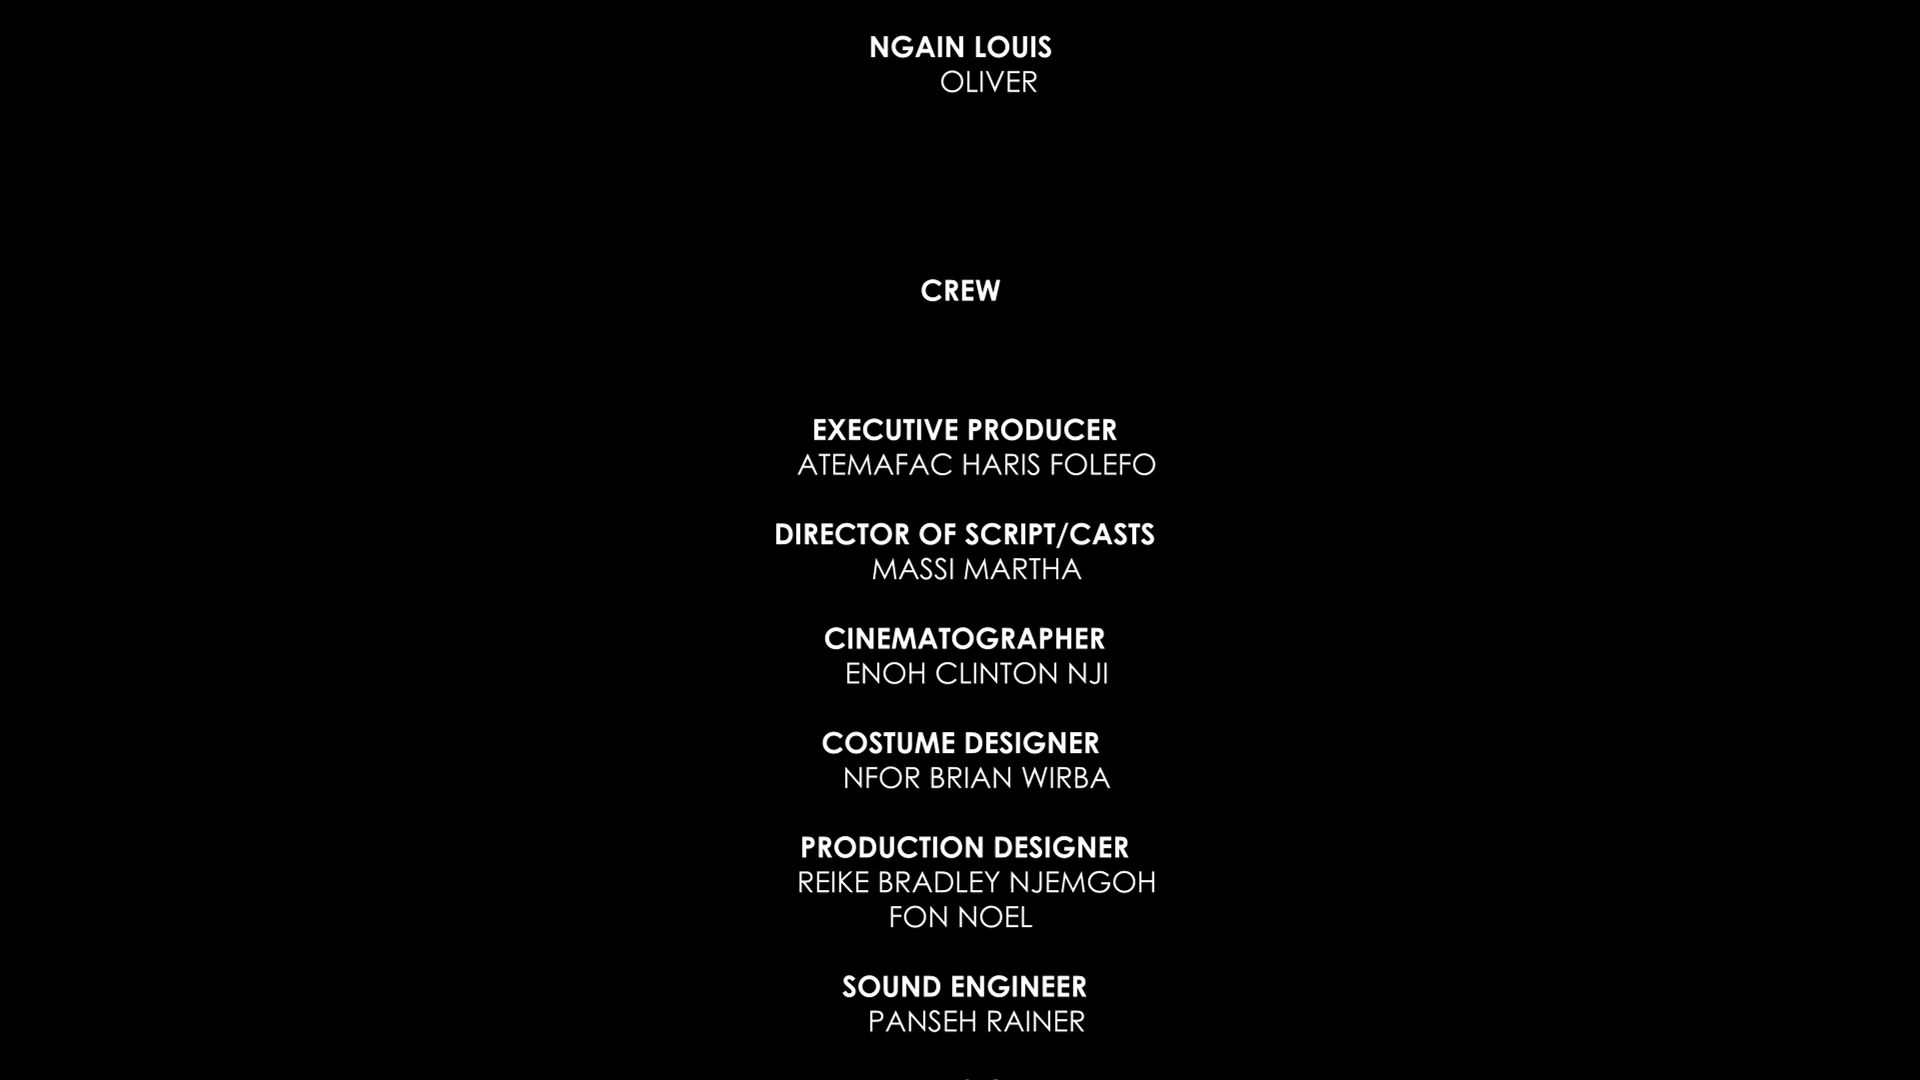 NGAIN LOUIS
OLIVER
CREW
EXECUTIVE PRODUCER
ATEMAFAC HARIS FOLEFO
DIRECTOR OF SCRIPT/CASTS
MASSI MARTHA
CINEMATOGRAPHER
ENOH CLINTON NJI
COSTUME DESIGNER
NFOR BRIAN WIRBA
PRODUCTION DESIGNER
REIKE BRADLEY NJEMGOH
FON NOEL
SOUND ENGINEER
PANSEH RAINER